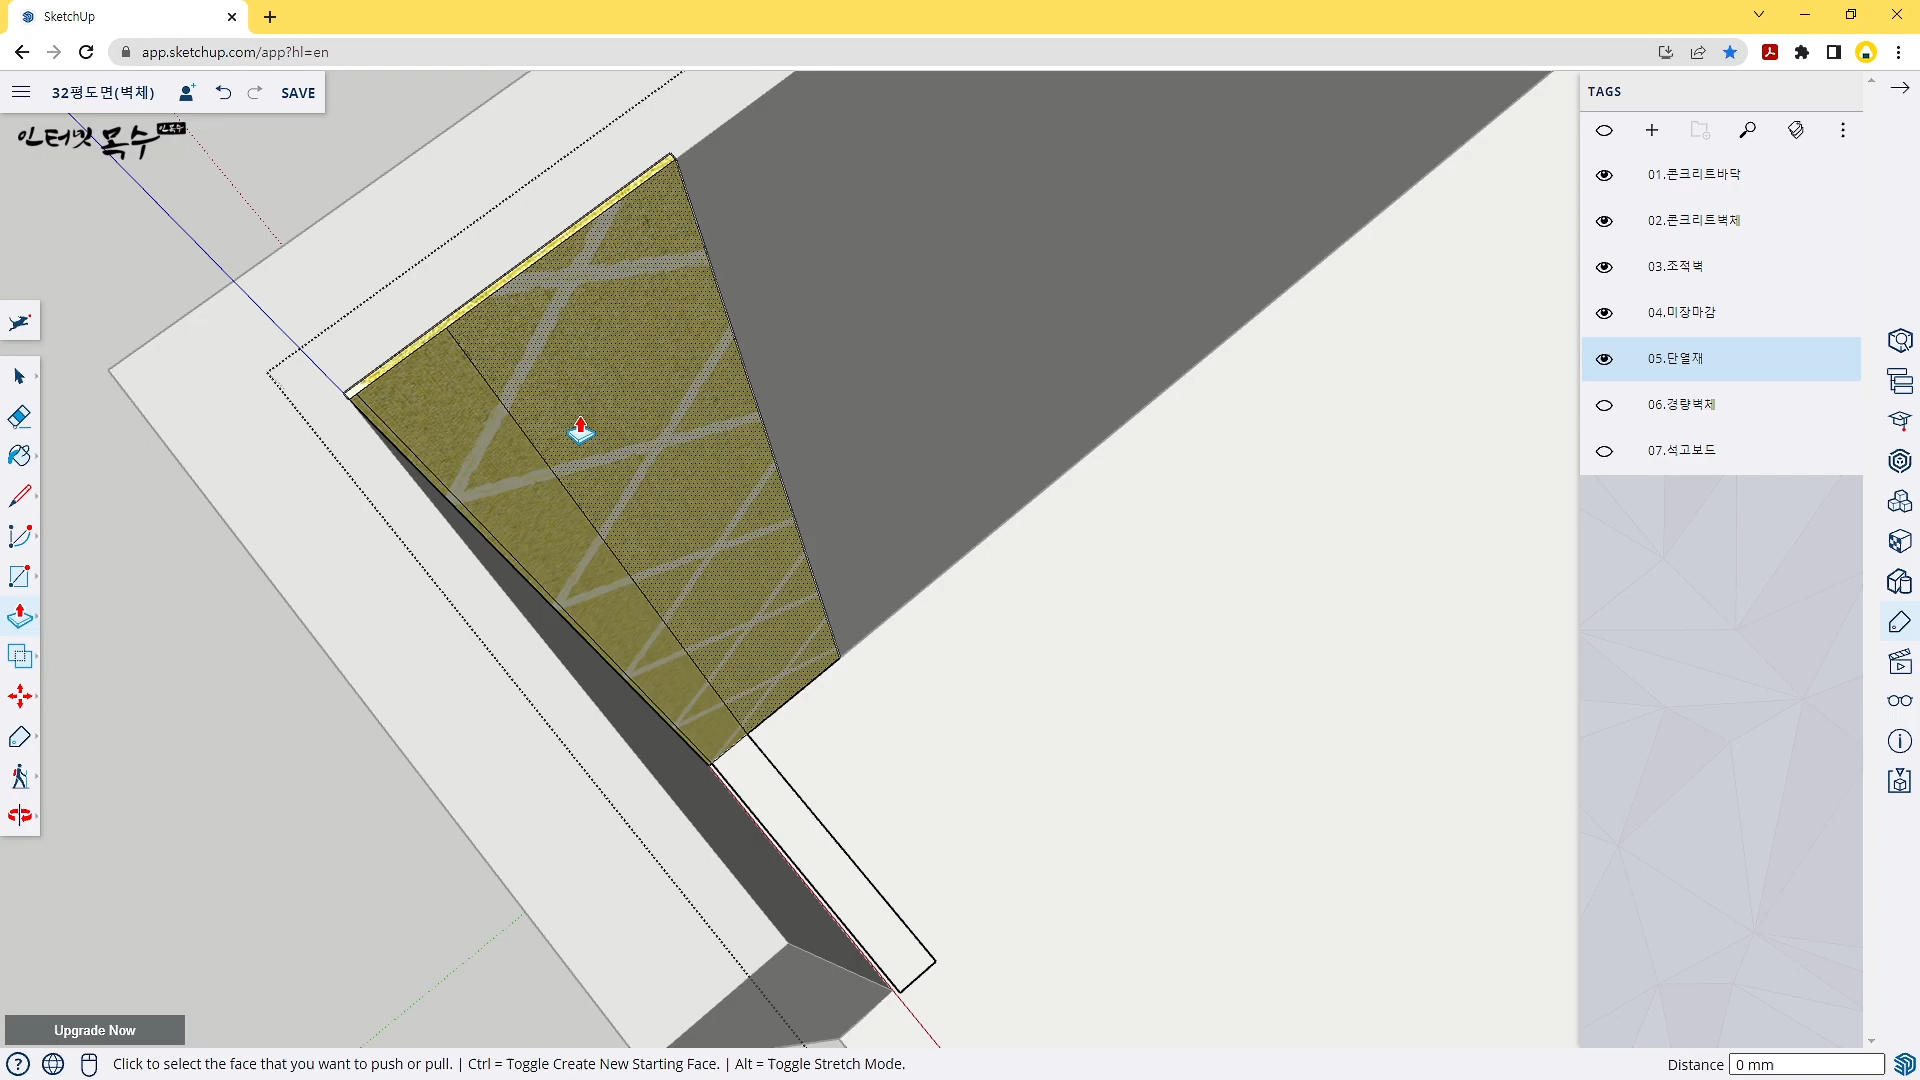 SketchUp
app.sketchup.com/app?hl=en
32평도면(벽체)
SAVE
인터넷 목수
인목수
TAGS
01.콘크리트바닥
02.콘크리트벽체
03.조적벽
04.미장마감
05.단열재
06.경량벽체
07.석고보드
Upgrade Now
Click to select the face that you want to push or pull. | Ctrl = Toggle Create New Starting Face. | Alt = Toggle Stretch Mode.
Distance
0 mm